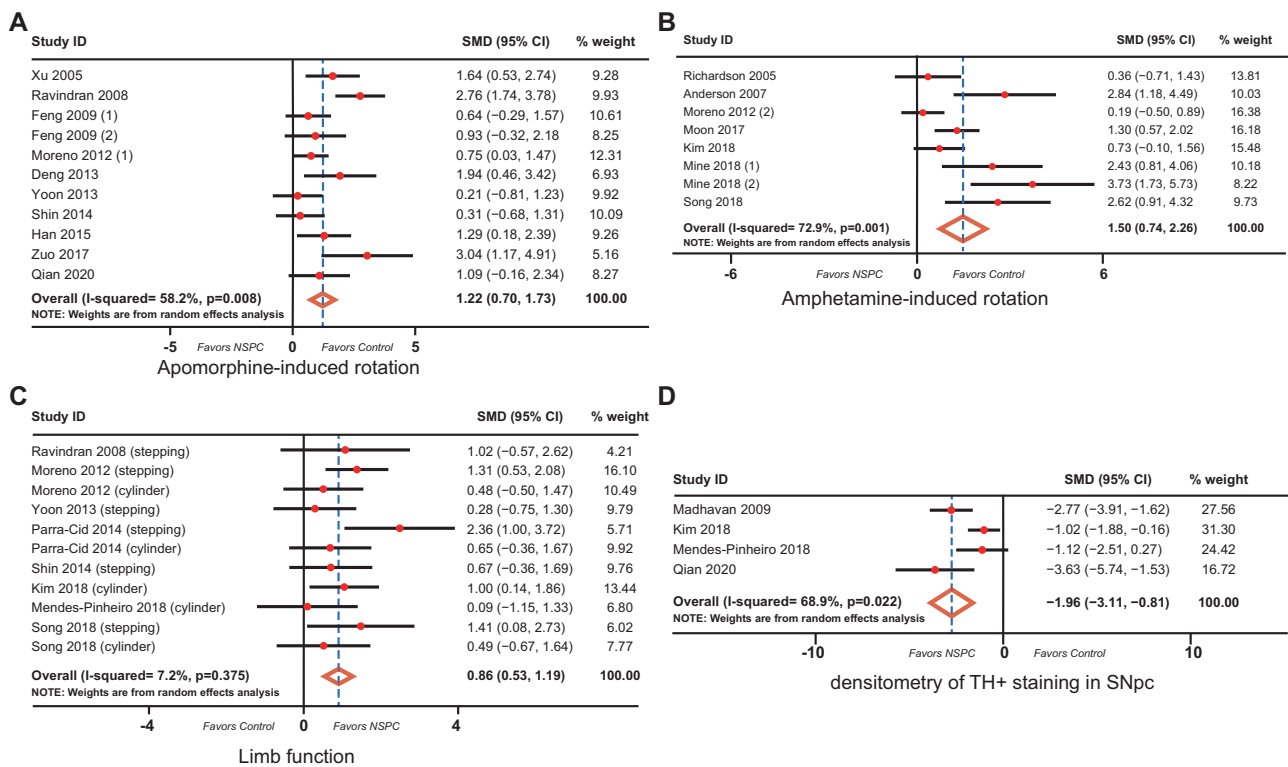 A
Study ID SMD (95% CI) % weight
Xu 2005 1.64 (0.53, 2.74) 9.28
Ravindran 2008 2.76 (1.74, 3.78) 9.93
Feng 2009 (1) 0.64 (−0.29, 1.57) 10.61
Feng 2009 (2) 0.93 (−0.32, 2.18 8.25
Moreno 2012 (1) 0.75 (0.03, 1.47) 12.31
Deng 2013 1.94 (0.46, 3.42) 6.93
Yoon 2013 0.21 (−0.81, 1.23) 9.92
Shin 2014 0.31 (−0.68, 1.31) 10.09
Han 2015 1.29 (0.18, 2.39) 9.26
Zuo 2017 3.04 (1.17, 4.91) 5.16
Qian 2020 1.09 (−0.16, 2.34) 8.27
Overall (I-squared= 58.2%, p=0.008) 1.22 (0.70, 1.73) 100.00
NOTE: Weights are from random effects analysis
-5 Favors NSPC 0 Favors Control 5
Apomorphine-induced rotation
B
Study ID SMD (95% CI) % weight
Richardson 2005 0.36 (−0.71, 1.43) 13.81
Anderson 2007 2.84 (1.18, 4.49) 10.03
Moreno 2012 (2) 0.19 (−0.50, 0.89) 16.38
Moon 2017 1.30 (0.57, 2.02 16.18
Kim 2018 0.73 (−0.10, 1.56) 15.48
Mine 2018 (1) 2.43 (0.81, 4.06) 10.18
Mine 2018 (2) 3.73 (1.73, 5.73) 8.22
Song 2018 2.62 (0.91, 4.32 9.73
Overall (I-squared= 72.9%, p=0.001) 1.50 (0.74, 2.26) 100.00
NOTE: Weights are from random effects analysis
-6 Favors NSPC 0 Favors Control 6
Amphetamine-induced rotation
C
Study ID SMD (95% CI) % weight
Ravindran 2008 (stepping) 1.02 (−0.57, 2.62) 4.21
Moreno 2012 (stepping) 1.31 (0.53, 2.08) 16.10
Moreno 2012 (cylinder) 0.48 (−0.50, 1.47) 10.49
Yoon 2013 (stepping) 0.28 (−0.75, 1.30) 9.79
Parra-Cid 2014 (stepping) 2.36 (1.00, 3.72) 5.71
Parra-Cid 2014 (cylinder) 0.65 (−0.36, 1.67) 9.92
Shin 2014 (stepping) 0.67 (−0.36, 1.69) 9.76
Kim 2018 (cylinder) 1.00 (0.14, 1.86) 13.44
Mendes-Pinheiro 2018 (cylinder) 0.09 (−1.15, 1.33) 6.80
Song 2018 (stepping) 1.41 (0.08, 2.73) 6.02
Song 2018 (cylinder) 0.49 (−0.67, 1.64) 7.77
Overall (I-squared= 7.2%, p=0.375) 0.86 (0.53, 1.19) 100.00
NOTE: Weights are from random effects analysis
-4 Favors Control 0 Favors NSPC 4
Limb function
D
Study ID SMD (95% CI) % weight
Madhavan 2009 −2.77 (−3.91, −1.62) 27.56
Kim 2018 −1.02 (−1.88, −0.16) 31.30
Mendes-Pinheiro 2018 −1.12 (−2.51, 0.27) 24.42
Qian 2020 −3.63 (−5.74, −1.53) 16.72
Overall (I-squared= 68.9%, p=0.022) −1.96 (−3.11, −0.81) 100.00
NOTE: Weights are from random effects analysis
-10 Favors NSPC 0 Favors Control 10
densitometry of TH+ staining in SNpc